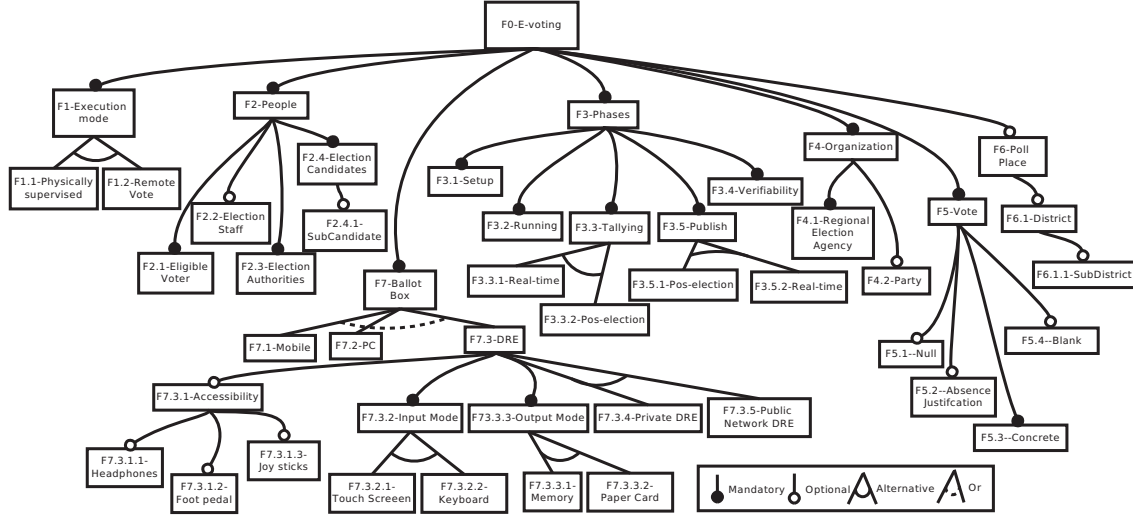 F0-E-voting
F1-Execution
mode
F2-People
F3-Phases
F4-Organization
F6-Poll
Place
F1.1-Physically
supervised
F1.2-Remote
Vote
F2.4-Election
Candidates
F2.2-Election
Staff
F2.4.1-
SubCandidate
F2.1-Eligible
Voter
F2.3-Election
Authorities
F3.1-Setup
F3.4-Verifiability
F3.2-Running
F3.3-Tallying
F3.5-Publish
F4.1-Regional
Election
Agency
F5-Vote
F6.1-District
F6.1.1-SubDistrict
F7-Ballot
Box
F3.3.1-Real-time
F3.5.1-Pos-election
F3.5.2-Real-time
F4.2-Party
F3.3.2-Pos-election
F7.1-Mobile
F7.2-PC
F7.3-DRE
F5.1--Null
F5.4--Blank
F5.2--Absence
Justifcation
F5.3--Concrete
F7.3.1-Accessibility
F7.3.2-Input Mode
F73.3.3-Output Mode
F7.3.4-Private DRE
F7.3.5-Public
Network DRE
F7.3.1.1-
Headphones
F7.3.1.2-
Foot pedal
F7.3.1.3-
Joy sticks
F7.3.2.1-
Touch Screeen
F7.3.2.2-
Keyboard
F7.3.3.1-
Memory
F7.3.3.2-
Paper Card
Mandatory
Optional
Alternative
Or